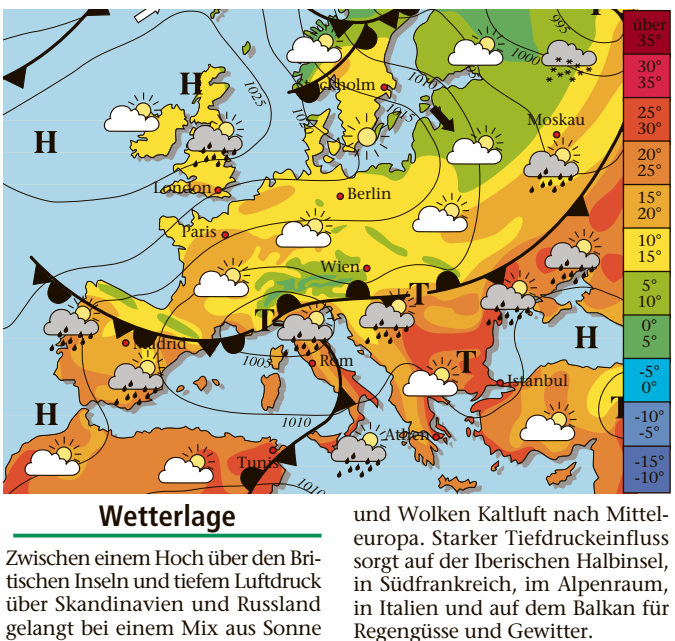 H
H
T
995
1000
1010
1015
1020
1025
Stockholm
Moskau
H
London
Berlin
Paris
Wien
T
T
Madrid
Rom
1005
T
H
Istanbul
H
1010
Athen
T
Tunis
1010
über
35°
30°
35°
25°
30°
20°
25°
15°
20°
10°
15°
5°
10°
0°
5°
-5°
0°
-10°
-5°
-15°
-10°
Wetterlage
Zwischen einem Hoch über den Bri-
tischen Inseln und tiefem Luftdruck
über Skandinavien und Russland
gelangt bei einem Mix aus Sonne
und Wolken Kaltluft nach Mittel-
europa. Starker Tiefdruckeinfluss
sorgt auf der Iberischen Halbinsel,
in Südfrankreich, im Alpenraum,
in Italien und auf dem Balkan für
Regengüsse und Gewitter.